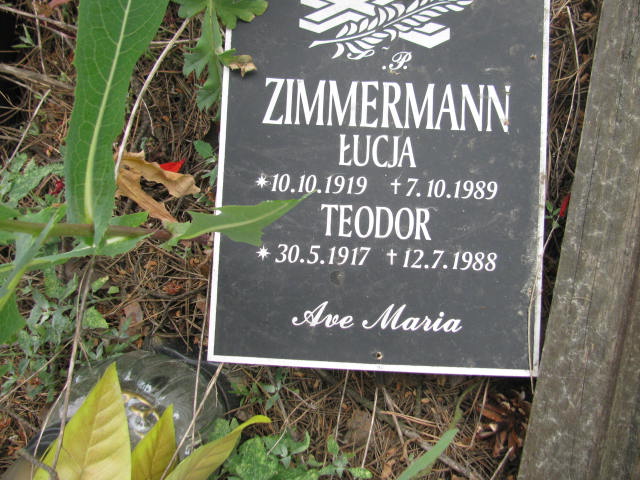 Ś. P.
ZIMMERMANN
ŁUCJA
*10.10.1919 †7.10.1989
TEODOR
*30.5.1917 †12.7.1988
Ave Maria